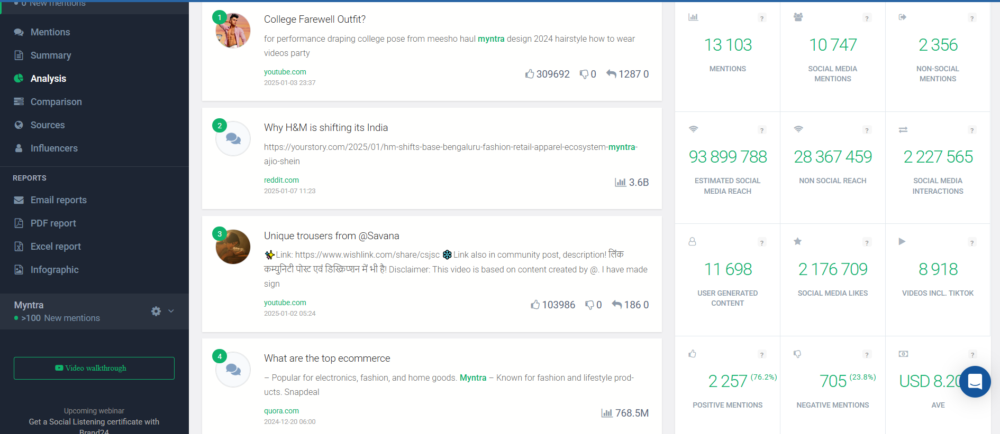 0 New mentions
Mentions
Summary
Analysis
Comparison
Sources
Influencers
REPORTS
Email reports
PDF report
Excel report
Infographic
Myntra
>100 New mentions
Video walkthrough
Upcoming webinar
Get a Social Listening certificate with
Brand24
1
College Farewell Outfit?
for performance draping college pose from meesho haul myntra design 2024 hairstyle how to wear
videos party
youtube.com
2025-01-03 23:37
309692 0 1287 0
2
Why H&M is shifting its India
https://yourstory.com/2025/01/hm-shifts-base-bengaluru-fashion-retail-apparel-ecosystem-myntra-
ajio-shein
reddit.com
2025-01-07 11:23
3.6B
3
Unique trousers from @Savana
✨Link: https://www.wishlink.com/share/csjsc Link also in community post, description! लिंक
कम्युनिटी पोस्ट एवं डिस्क्रिप्शन में भी है! Disclaimer: This video is based on content created by @. I have made
sign
youtube.com
2025-01-02 05:24
103986 0 186 0
4
What are the top ecommerce
– Popular for electronics, fashion, and home goods. Myntra – Known for fashion and lifestyle prod-
ucts. Snapdeal
quora.com
2024-12-20 06:00
768.5M
? ? ?
13 103 10 747 2 356
MENTIONS SOCIAL MEDIA NON-SOCIAL
MENTIONS MENTIONS
? ? ?
93 899 788 28 367 459 2 227 565
ESTIMATED SOCIAL NON SOCIAL REACH SOCIAL MEDIA
MEDIA REACH INTERACTIONS
? ? ?
11 698 2 176 709 8 918
USER GENERATED SOCIAL MEDIA LIKES VIDEOS INCL. TIKTOK
CONTENT
? ? ?
2 257 (76.2%) 705 (23.8%) USD 8.20
POSITIVE MENTIONS NEGATIVE MENTIONS AVE